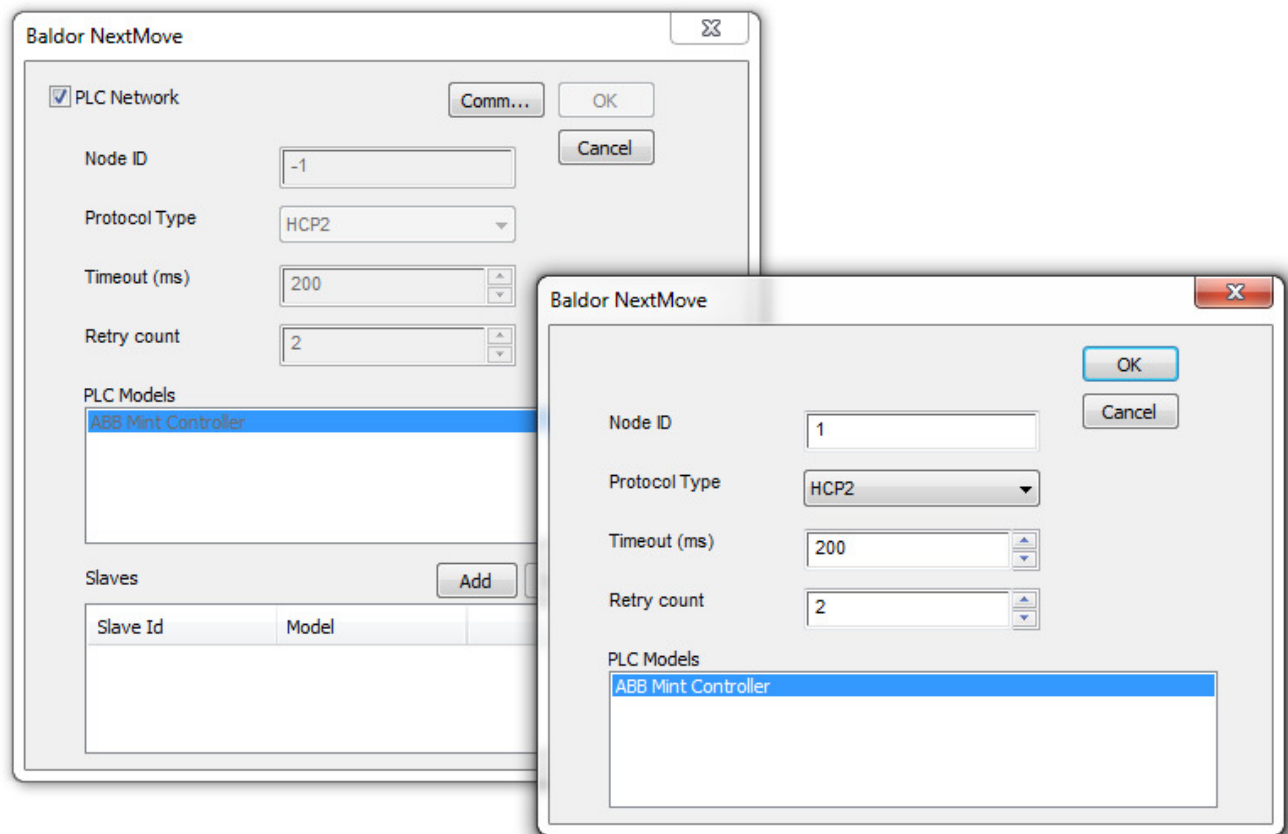 Baldor NextMove
PLC Network
Comm...
OK
Cancel
Node ID
-1
Protocol Type
HCP2
Timeout (ms)
200
Retry count
2
PLC Models
ABB Mint Controller
Slaves
Add
Slave Id
Model
Baldor NextMove
OK
Cancel
Node ID
1
Protocol Type
HCP2
Timeout (ms)
200
Retry count
2
PLC Models
ABB Mint Controller